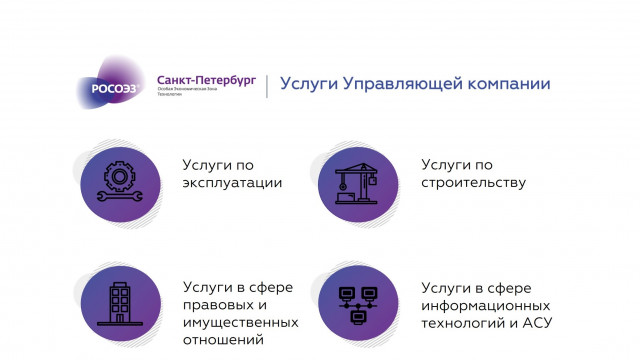 РОСОЭЗ
Санкт-Петербург
Особая Экономическая Зона
Технологии
Услуги Управляющей компании
Услуги по
эксплуатации
Услуги по
строительству
Услуги в сфере
правовых и
имущественных
отношений
Услуги в сфере
информационных
технологий и АСУ